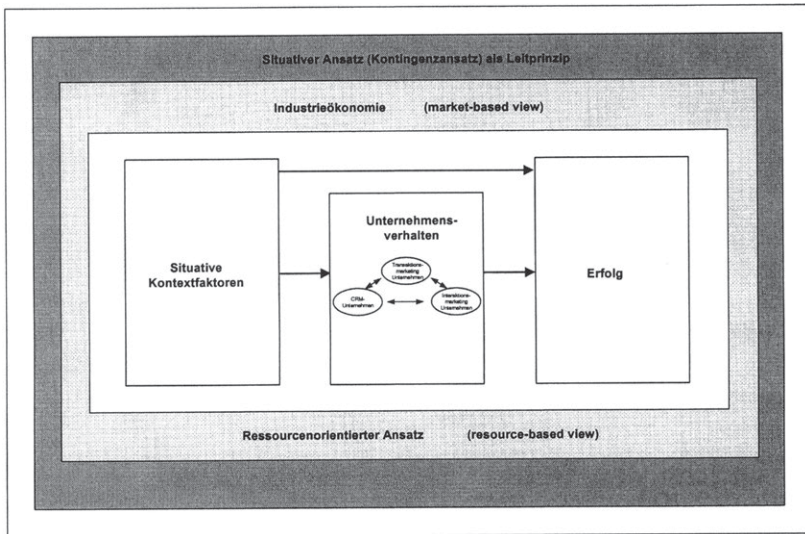 Situativer Ansatz (Kontingenzansatz) als Leitprinzip
Industrieökonomie (market-based view)
Situative
Kontextfaktoren
Unternehmens-
verhalten
Transaktions-
marketing
Unternehmen
CRM-
Unternehmen
Interaktions-
marketing
Unternehmen
Erfolg
Ressourcenorientierter Ansatz (resource-based view)